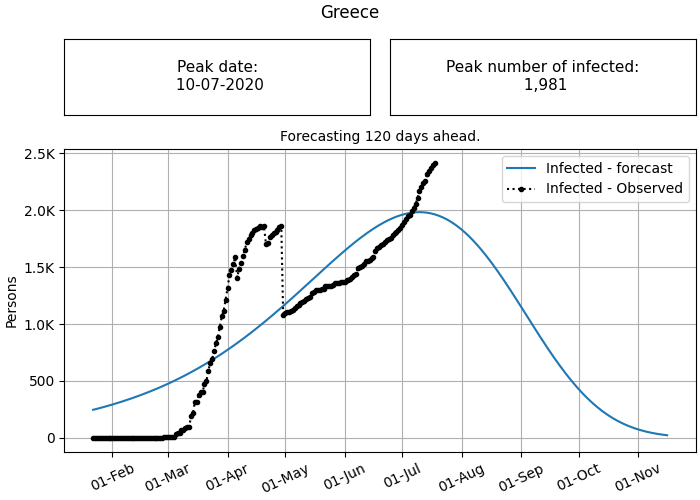 Greece
Peak date:
10-07-2020
Peak number of infected:
1,981
Forecasting 120 days ahead.
2.5K
2.0K
1.5K
1.0K
500
0
Persons
Infected - forecast
Infected - Observed
01-Feb
01-Mar
01-Apr
01-May
01-Jun
01-Jul
01-Aug
01-Sep
01-Oct
01-Nov